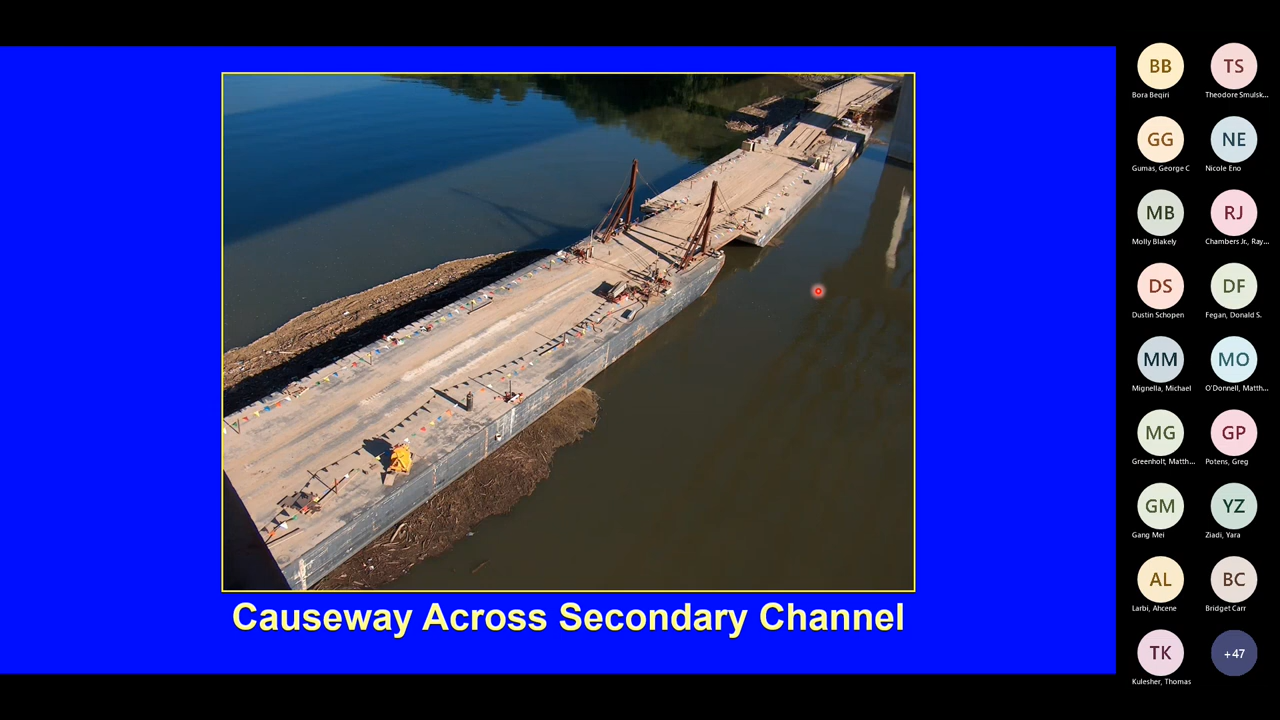 Causeway Across Secondary Channel
BB
TS
Bora Beqiri
Theodore Smulsk...
GG
NE
Gumas, George C
Nicole Eno
MB
RJ
Molly Blakely
Chambers Jr., Ray...
DS
DF
Dustin Schopen
Fegan, Donald S.
MM
MO
Mignella, Michael
O'Donnell, Matth...
MG
GP
Greenholt, Matth...
Potens, Greg
GM
YZ
Gang Mei
Ziadi, Yara
AL
BC
Larbi, Ahcene
Bridget Carr
TK
+47
Kulesher, Thomas